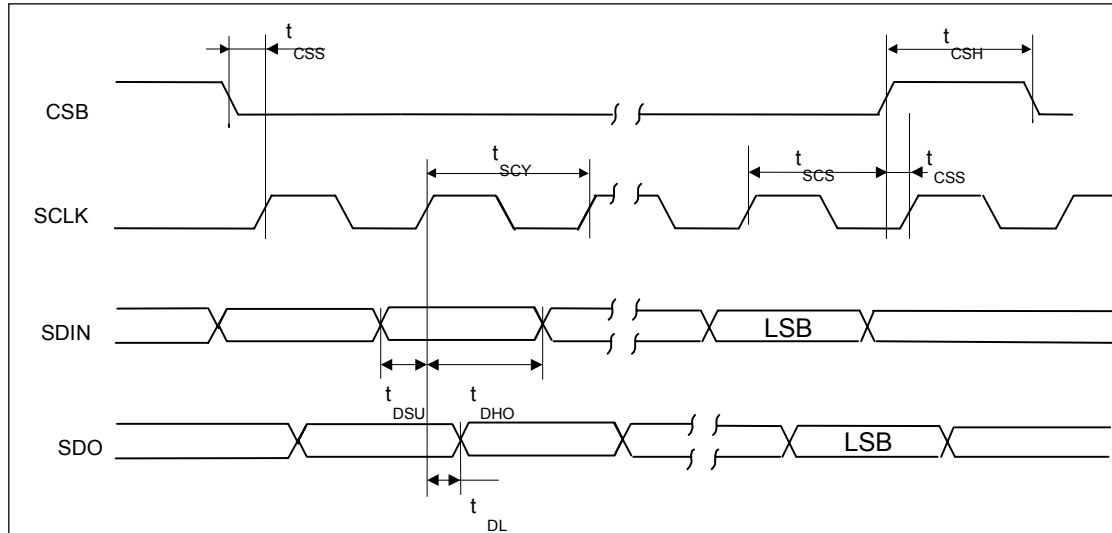 t CSS
t CSH
CSB
t SCY
t SCS
t CSS
SCLK
SDIN
LSB
t DSU
t DHO
SDO
LSB
t DL